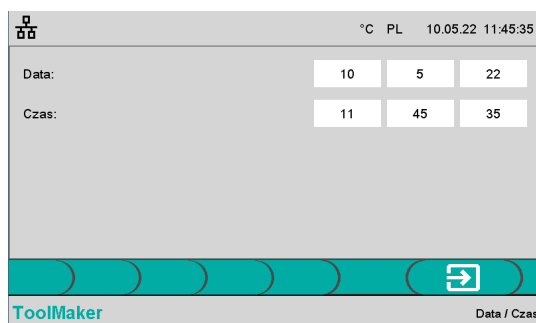 °C PL 10.05.22 11:45:35
Data: 10 5 22
Czas: 11 45 35
ToolMaker Data / Czas